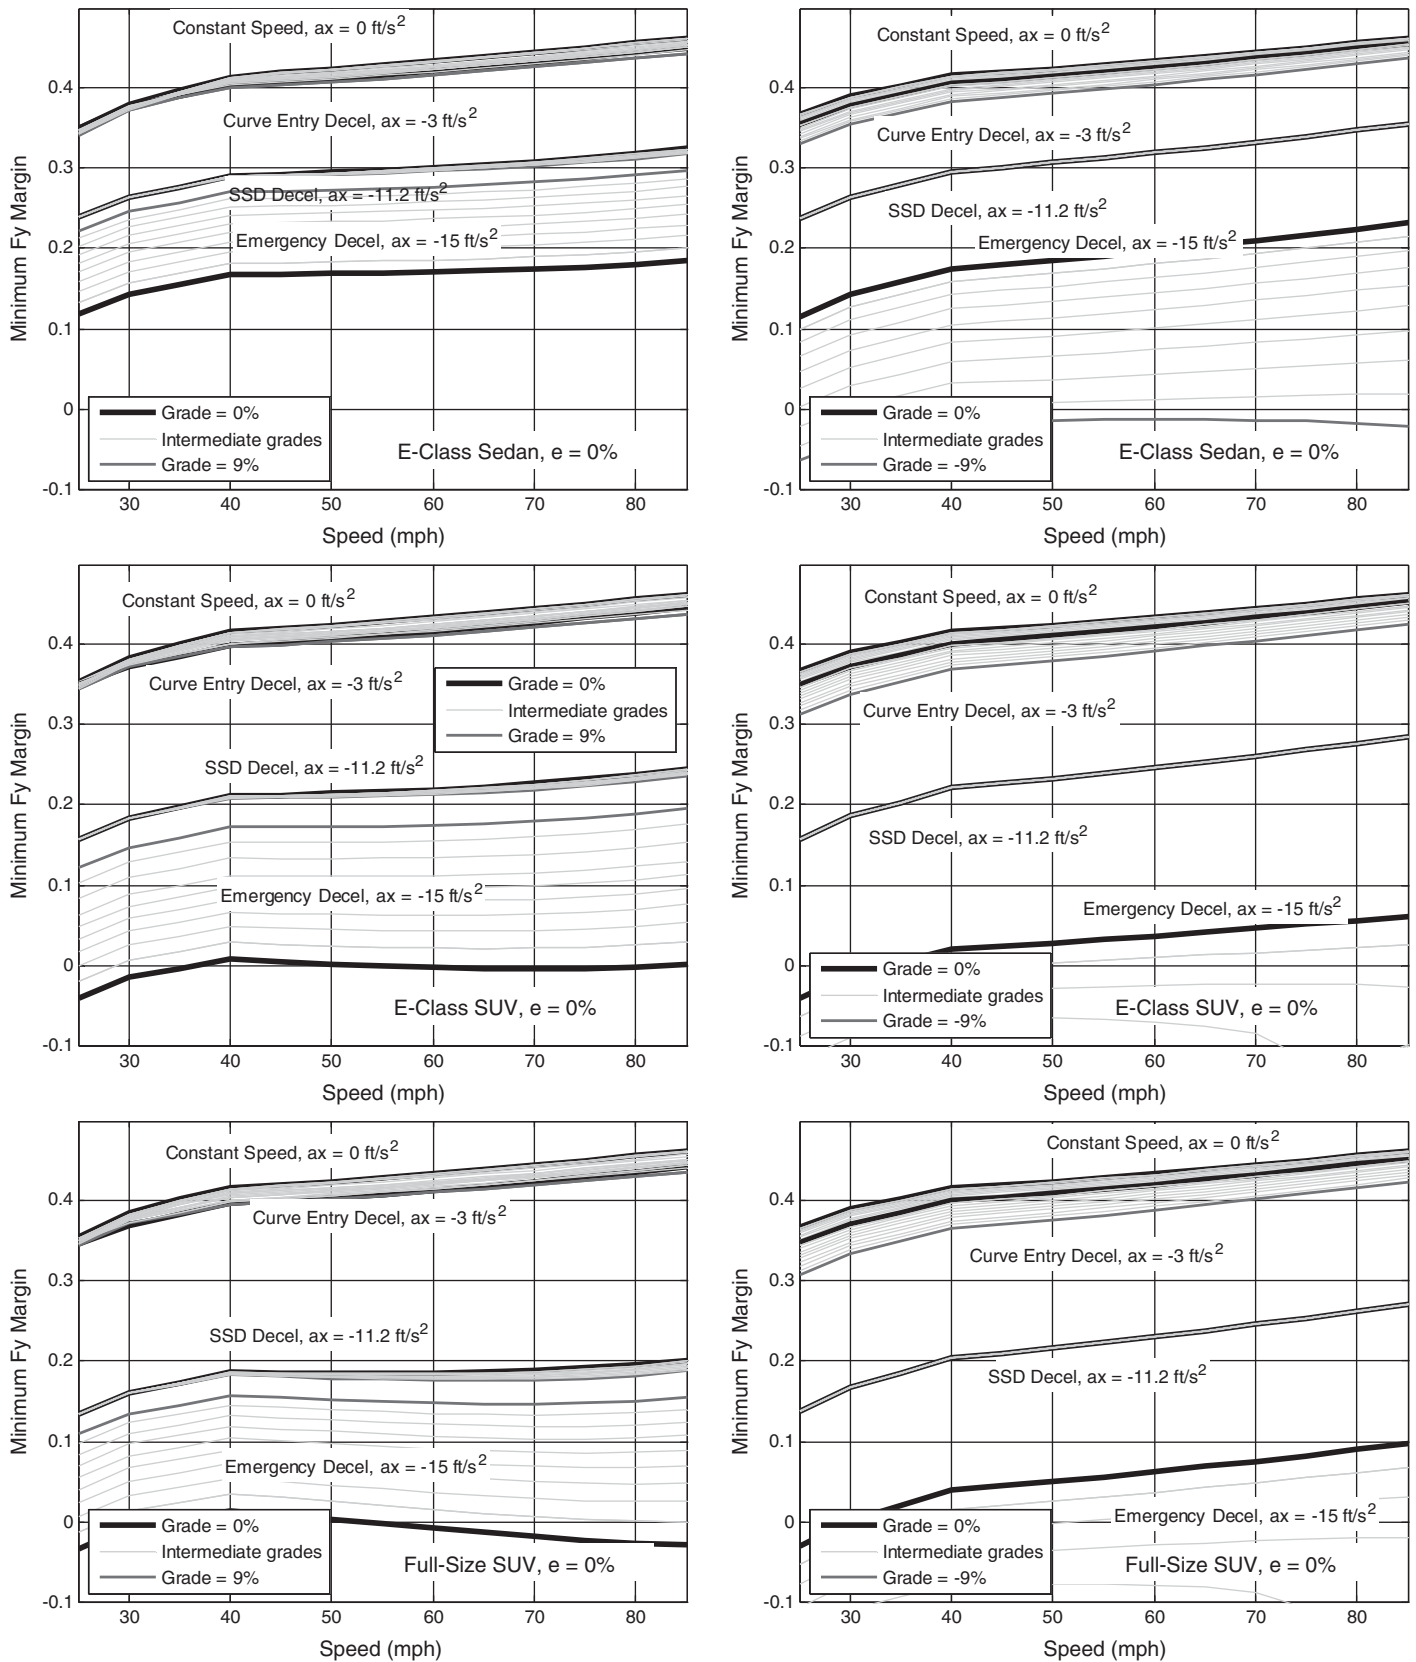 Constant Speed, ax = 0 ft/s2
Curve Entry Decel, ax = -3 ft/s2
SSD Decel, ax = -11.2 ft/s2
Emergency Decel, ax = -15 ft/s2
Minimum Fy Margin
0.4
0.3
0.2
0.1
0
-0.1
Grade = 0%
Intermediate grades
Grade = 9%
E-Class Sedan, e = 0%
30 40 50 60 70 80
Speed (mph)
Constant Speed, ax = 0 ft/s2
Curve Entry Decel, ax = -3 ft/s2
SSD Decel, ax = -11.2 ft/s2
Emergency Decel, ax = -15 ft/s2
Minimum Fy Margin
0.4
0.3
0.2
0.1
0
-0.1
Grade = 0%
Intermediate grades
Grade = -9%
E-Class Sedan, e = 0%
30 40 50 60 70 80
Speed (mph)
Constant Speed, ax = 0 ft/s2
Curve Entry Decel, ax = -3 ft/s2
Grade = 0%
Intermediate grades
Grade = 9%
SSD Decel, ax = -11.2 ft/s2
Emergency Decel, ax = -15 ft/s2
Minimum Fy Margin
0.4
0.3
0.2
0.1
0
-0.1
E-Class SUV, e = 0%
30 40 50 60 70 80
Speed (mph)
Constant Speed, ax = 0 ft/s2
Curve Entry Decel, ax = -3 ft/s2
SSD Decel, ax = -11.2 ft/s2
Emergency Decel, ax = -15 ft/s2
Minimum Fy Margin
0.4
0.3
0.2
0.1
0
-0.1
Grade = 0%
Intermediate grades
Grade = -9%
E-Class SUV, e = 0%
30 40 50 60 70 80
Speed (mph)
Constant Speed, ax = 0 ft/s2
Curve Entry Decel, ax = -3 ft/s2
SSD Decel, ax = -11.2 ft/s2
Emergency Decel, ax = -15 ft/s2
Minimum Fy Margin
0.4
0.3
0.2
0.1
0
-0.1
Grade = 0%
Intermediate grades
Grade = 9%
Full-Size SUV, e = 0%
30 40 50 60 70 80
Speed (mph)
Constant Speed, ax = 0 ft/s2
Curve Entry Decel, ax = -3 ft/s2
SSD Decel, ax = -11.2 ft/s2
Emergency Decel, ax = -15 ft/s2
Minimum Fy Margin
0.4
0.3
0.2
0.1
0
-0.1
Grade = 0%
Intermediate grades
Grade = -9%
Full-Size SUV, e = 0%
30 40 50 60 70 80
Speed (mph)